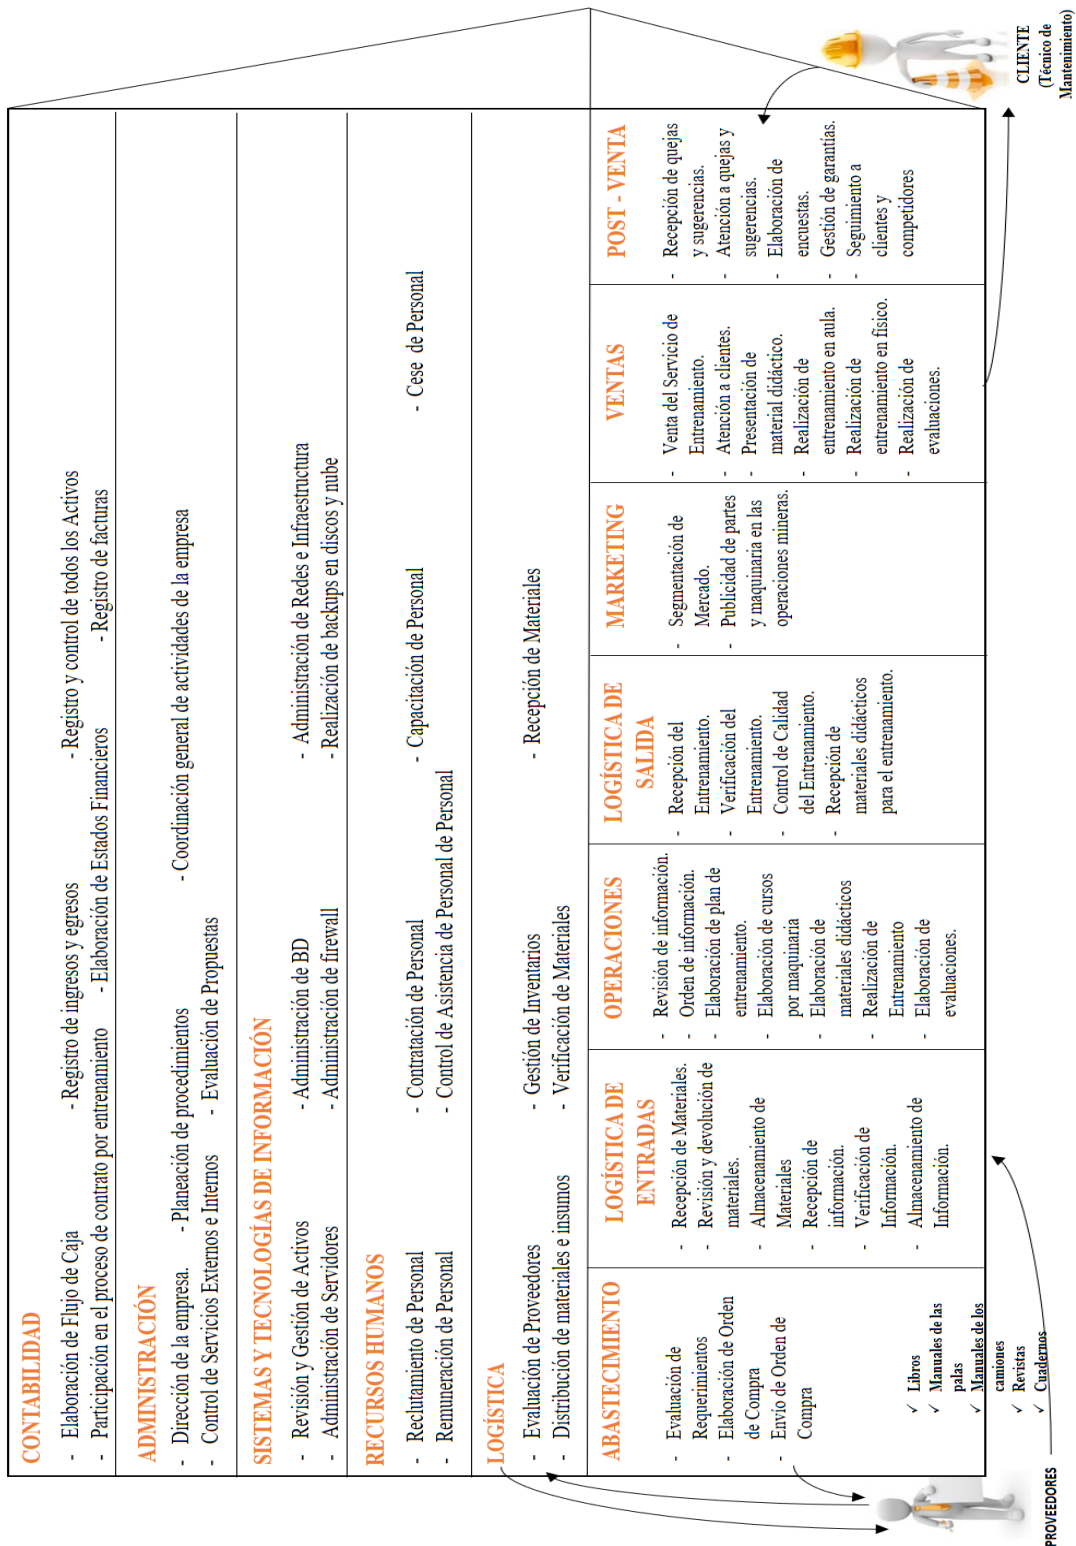 CONTABILIDAD
- Elaboración de Flujo de Caja - Registro de ingresos y egresos - Registro y control de todos los Activos
- Participación en el proceso de contrato por entrenamiento - Elaboración de Estados Financieros - Registro de facturas
ADMINISTRACIÓN
- Dirección de la empresa. - Planeación de procedimientos - Coordinación general de actividades de la empresa
- Control de Servicios Externos e Internos - Evaluación de Propuestas
SISTEMAS Y TECNOLOGÍAS DE INFORMACIÓN
- Revisión y Gestión de Activos - Administración de BD - Administración de Redes e Infraestructura
- Administración de Servidores - Administración de firewall - Realización de backups en discos y nube
RECURSOS HUMANOS
- Reclutamiento de Personal - Contratación de Personal - Capacitación de Personal - Cese de Personal
- Remuneración de Personal - Control de Asistencia de Personal de Personal
LOGÍSTICA
- Evaluación de Proveedores - Gestión de Inventarios - Recepción de Materiales
- Distribución de materiales e insumos - Verificación de Materiales
ABASTECIMIENTO
- Evaluación de
Requerimientos
- Elaboración de Orden
de Compra
- Envío de Orden de
Compra
✓ Libros
✓ Manuales de las
palas
✓ Manuales de los
camiones
✓ Revistas
✓ Cuadernos
LOGÍSTICA DE
ENTRADAS
- Recepción de Materiales.
- Revisión y devolución de
materiales.
- Almacenamiento de
Materiales
- Recepción de
información.
- Verificación de
Información.
- Almacenamiento de
Información.
OPERACIONES
- Revisión de información.
- Orden de información.
- Elaboración de plan de
entrenamiento.
- Elaboración de cursos
por maquinaria
- Elaboración de
materiales didácticos
- Realización de
Entrenamiento
- Elaboración de
evaluaciones.
LOGÍSTICA DE
SALIDA
- Recepción del
Entrenamiento.
- Verificación del
Entrenamiento.
- Control de Calidad
del Entrenamiento.
- Recepción de
materiales didácticos
para el entrenamiento.
MARKETING
- Segmentación de
Mercado.
- Publicidad de partes
y maquinaria en las
operaciones mineras.
VENTAS
- Venta del Servicio de
Entrenamiento.
- Atención a clientes.
- Presentación de
material didáctico.
- Realización de
entrenamiento en aula.
- Realización de
entrenamiento en físico.
- Realización de
evaluaciones.
POST - VENTA
- Recepción de quejas
y sugerencias.
- Atención a quejas y
sugerencias.
- Elaboración de
encuestas.
- Gestión de garantías.
- Seguimiento a
clientes y
competidores
PROVEEDORES
CLIENTE
(Técnico de
Mantenimiento)